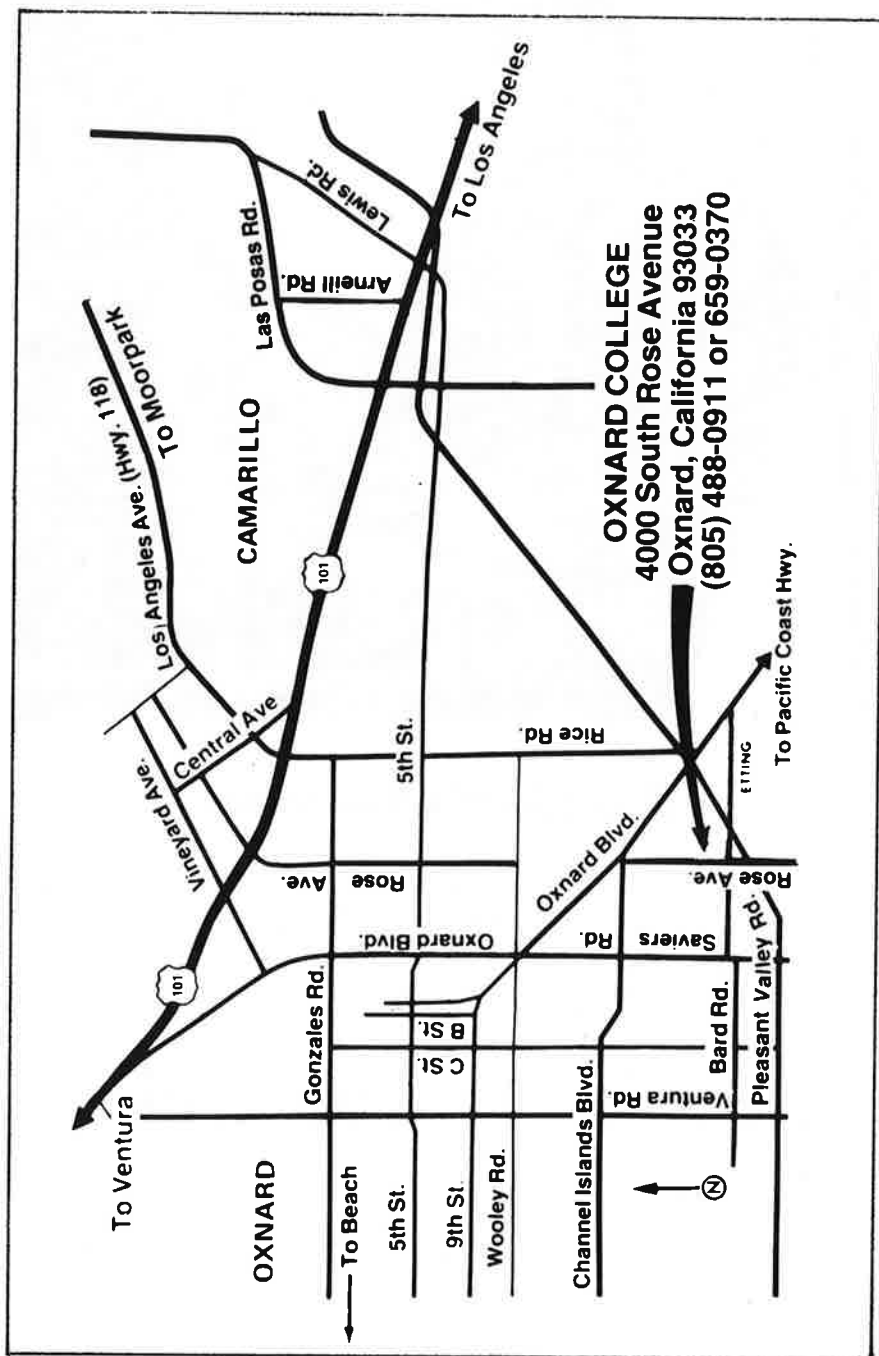 To Ventura
OXNARD
To Beach
5th St.
9th St.
Wooley Rd.
Channel Islands Blvd.
N
Gonzales Rd.
C St.
B St.
Ventura Rd.
Bard Rd.
Pleasant Valley Rd.
101
Vineyard Ave.
Oxnard Blvd.
Saviers Rd.
Rose Ave.
Rose Ave.
Oxnard Blvd.
Central Ave
5th St.
Rice Rd.
ETTING
To Pacific Coast Hwy.
Los Angeles Ave. (Hwy. 118)
To Moorpark
CAMARILLO
101
Las Posas Rd.
Arneill Rd.
Lewis Rd.
To Los Angeles
OXNARD COLLEGE
4000 South Rose Avenue
Oxnard, California 93033
(805) 488-0911 or 659-0370